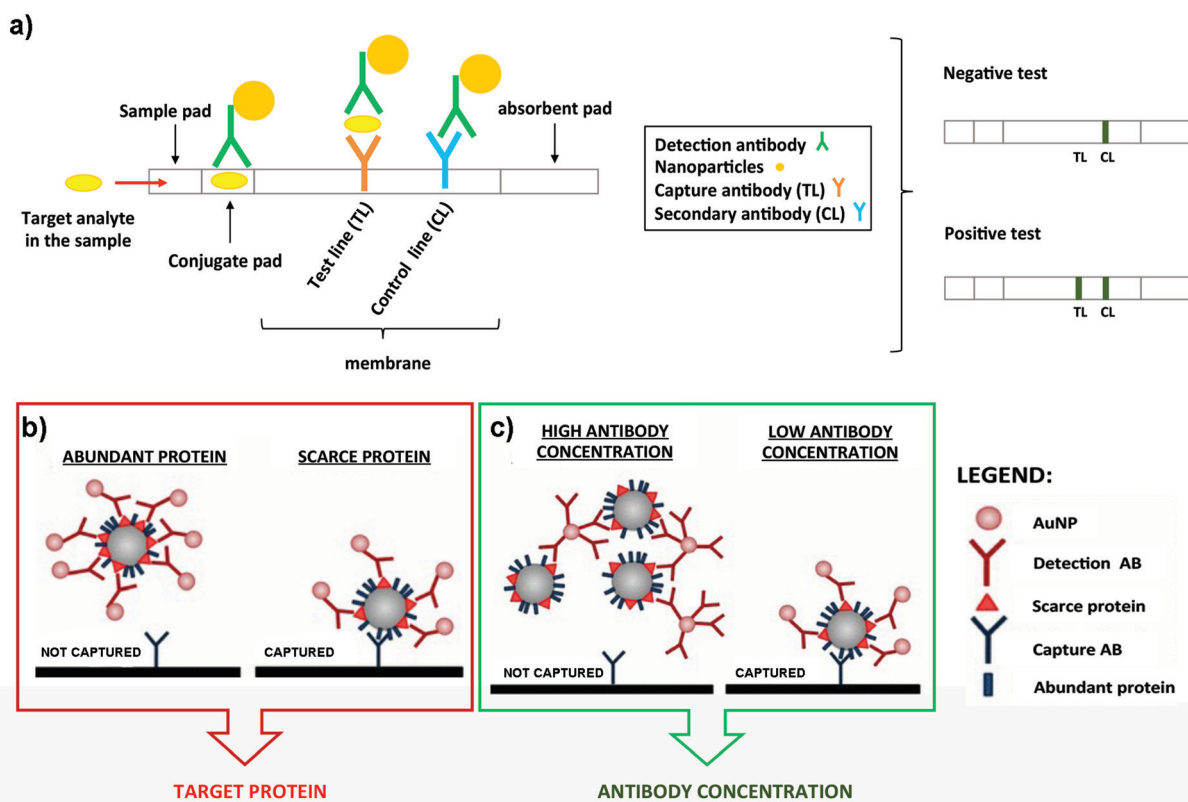 a)
Sample pad
absorbent pad
Target analyte
in the sample
Conjugate pad
Test line (TL)
Control line (CL)
membrane
Detection antibody
Nanoparticles
Capture antibody (TL)
Secondary antibody (CL)
Negative test
TL CL
Positive test
TL CL
b)
ABUNDANT PROTEIN
SCARCE PROTEIN
NOT CAPTURED
CAPTURED
TARGET PROTEIN
c)
HIGH ANTIBODY
CONCENTRATION
LOW ANTIBODY
CONCENTRATION
NOT CAPTURED
CAPTURED
ANTIBODY CONCENTRATION
LEGEND:
AuNP
Detection AB
Scarce protein
Capture AB
Abundant protein